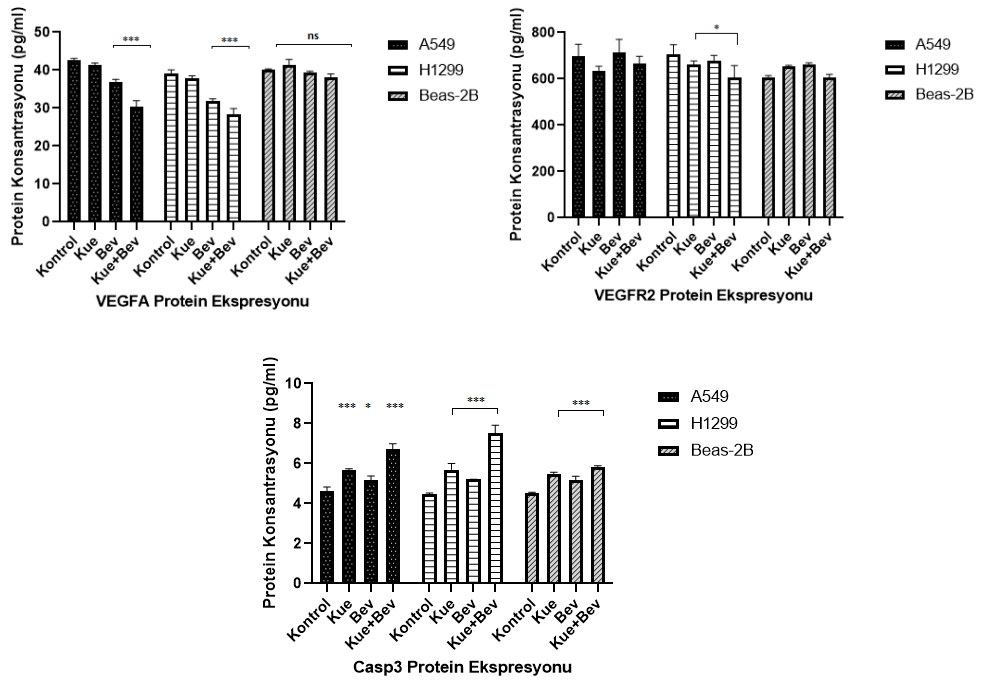 Protein Konsantrasyonu (pg/ml)
50
40
30
20
10
0
***
***
ns
A549
H1299
Beas-2B
Kontrol
Kue
Bev
Kue+Bev
Kontrol
Kue
Bev
Kue+Bev
Kontrol
Kue
Bev
Kue+Bev
VEGFA Protein Ekspresyonu
Protein Konsantrasyonu (pg/ml)
800
600
400
200
0
*
A549
H1299
Beas-2B
Kontrol
Kue
Bev
Kue+Bev
Kontrol
Kue
Bev
Kue+Bev
Kontrol
Kue
Bev
Kue+Bev
VEGFR2 Protein Ekspresyonu
Protein Konsantrasyonu (pg/ml)
10
8
6
4
2
0
*** * ***
***
***
A549
H1299
Beas-2B
Kontrol
Kue
Bev
Kue+Bev
Kontrol
Kue
Bev
Kue+Bev
Kontrol
Kue
Bev
Kue+Bev
Casp3 Protein Ekspresyonu